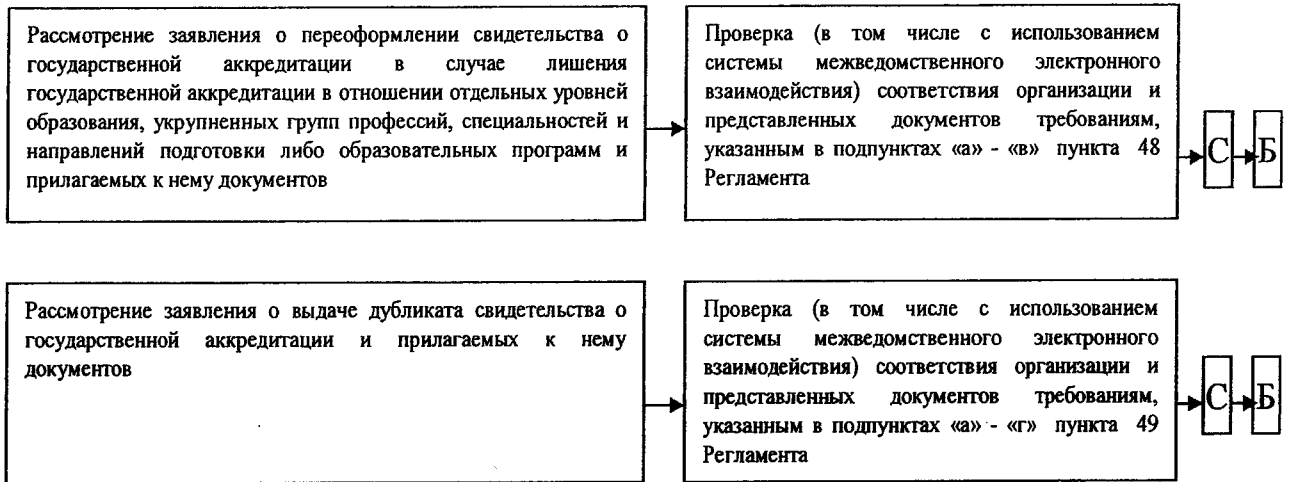 Рассмотрение заявления о переоформлении свидетельства о
государственной аккредитации в случае лишения
государственной аккредитации в отношении отдельных уровней
образования, укрупненных групп профессий, специальностей и
направлений подготовки либо образовательных программ и
прилагаемых к нему документов
Проверка (в том числе с использованием
системы межведомственного электронного
взаимодействия) соответствия организации и
представленных документов требованиям,
указанным в подпунктах «а» - «в» пункта 48
Регламента
С
Б
Рассмотрение заявления о выдаче дубликата свидетельства о
государственной аккредитации и прилагаемых к нему
документов
Проверка (в том числе с использованием
системы межведомственного электронного
взаимодействия) соответствия организации и
представленных документов требованиям,
указанным в подпунктах «а» - «г» пункта 49
Регламента
С
Б